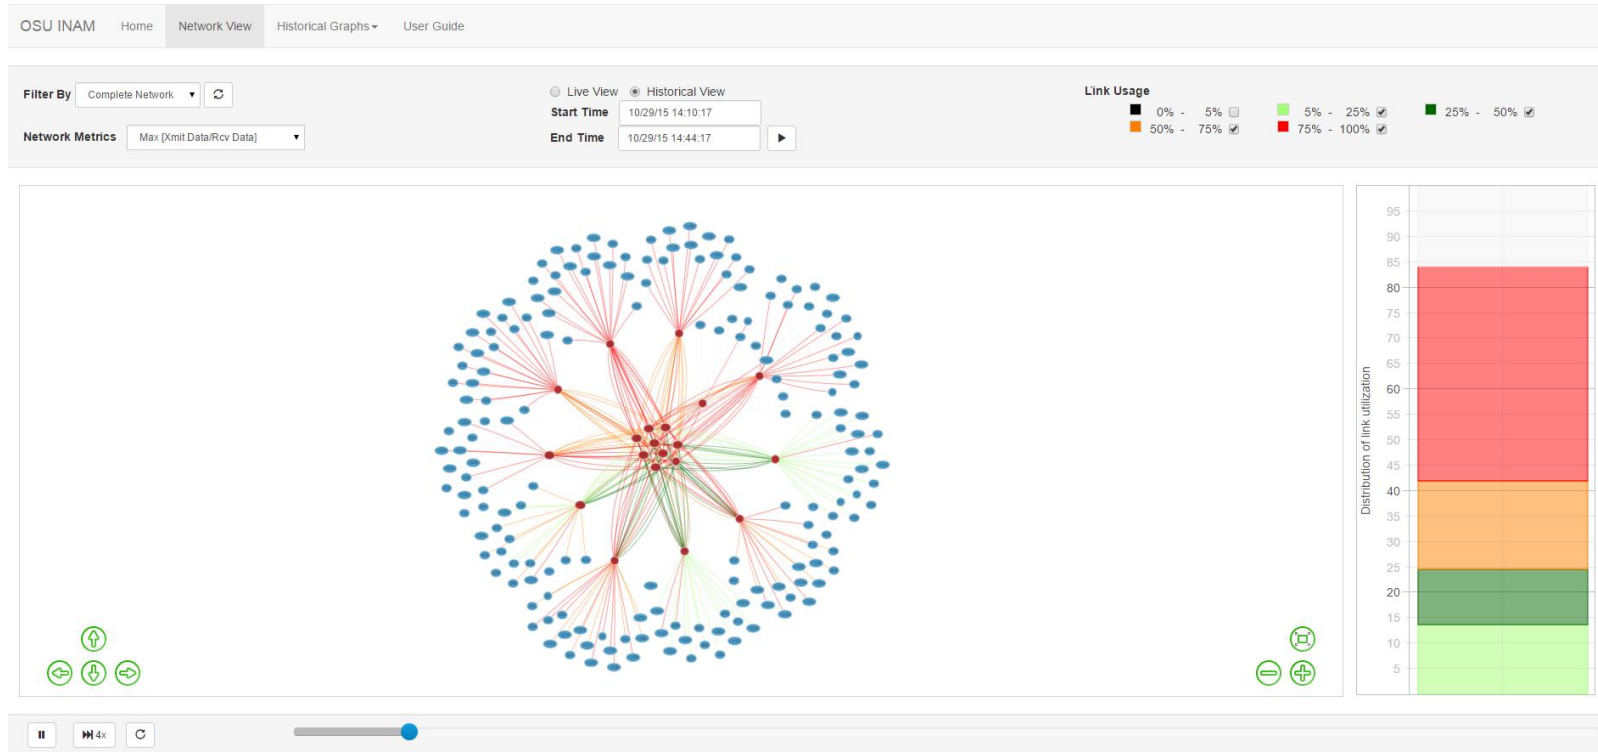 OSU INAM Home Network View Historical Graphs User Guide
Filter By Complete Network
Network Metrics Max [Xmit Data/Rcv Data]
Live View Historical View
Start Time 10/29/15 14:10:17
End Time 10/29/15 14:44:17
Link Usage
0% - 5% 5% - 25% 25% - 50%
50% - 75% 75% - 100%
Distribution of link utilization
95
90
85
80
75
70
65
60
55
50
45
40
35
30
25
20
15
10
5
4x